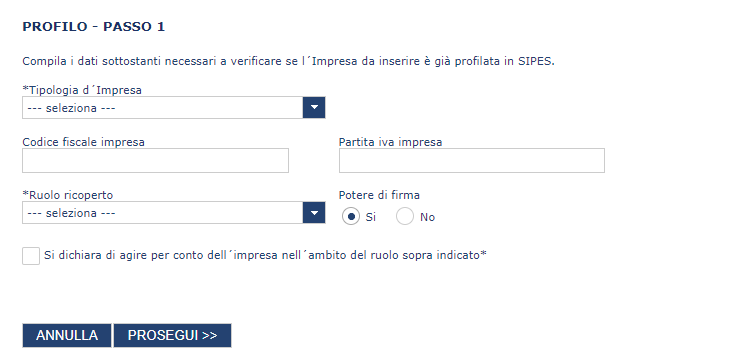 PROFILO - PASSO 1
Compila i dati sottostanti necessari a verificare se l´Impresa da inserire è già profilata in SIPES.
*Tipologia d´Impresa
--- seleziona ---
Codice fiscale impresa
Partita iva impresa
*Ruolo ricoperto
Potere di firma
--- seleziona ---
Si
No
Si dichiara di agire per conto dell´impresa nell´ambito del ruolo sopra indicato*
ANNULLA
PROSEGUI >>